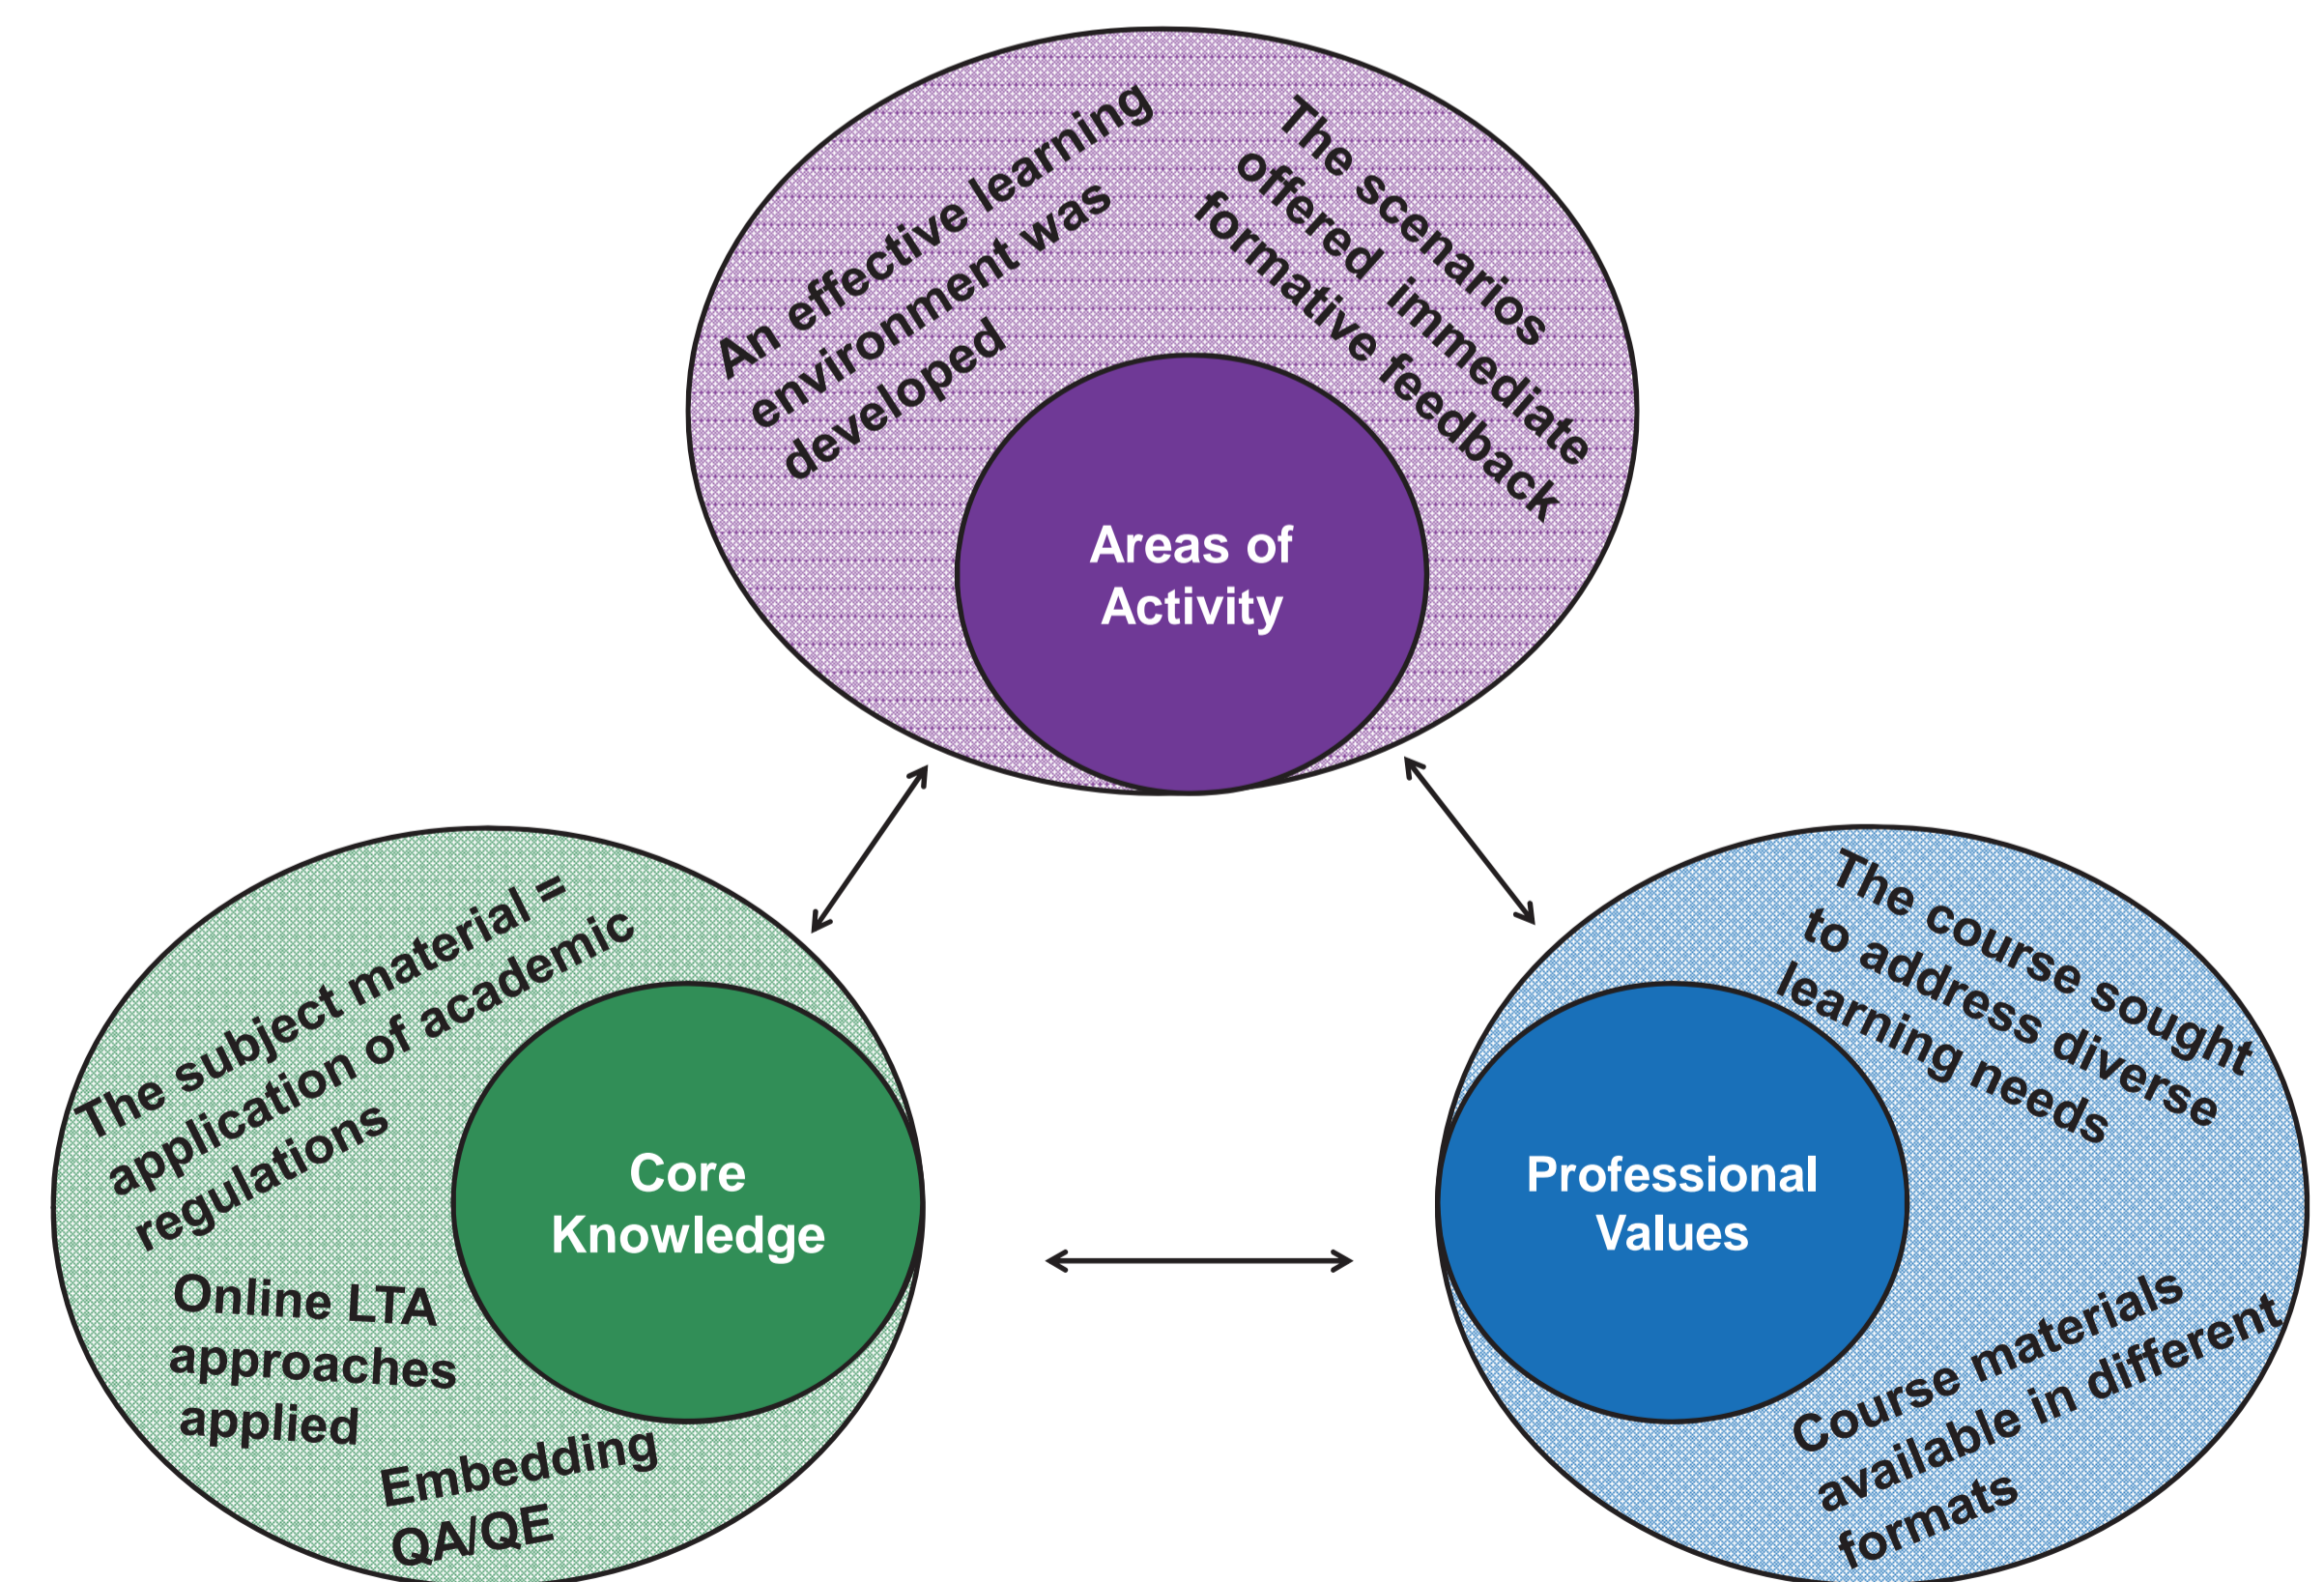 An effective learning
environment was
developed
The scenarios
offered immediate
formative feedback
Areas of
Activity
The subject material =
application of academic
regulations
Online LTA
approaches
applied
Embedding
QA/QE
Core
Knowledge
The course sought
to address diverse
learning needs
Professional
Values
Course materials
available in different
formats